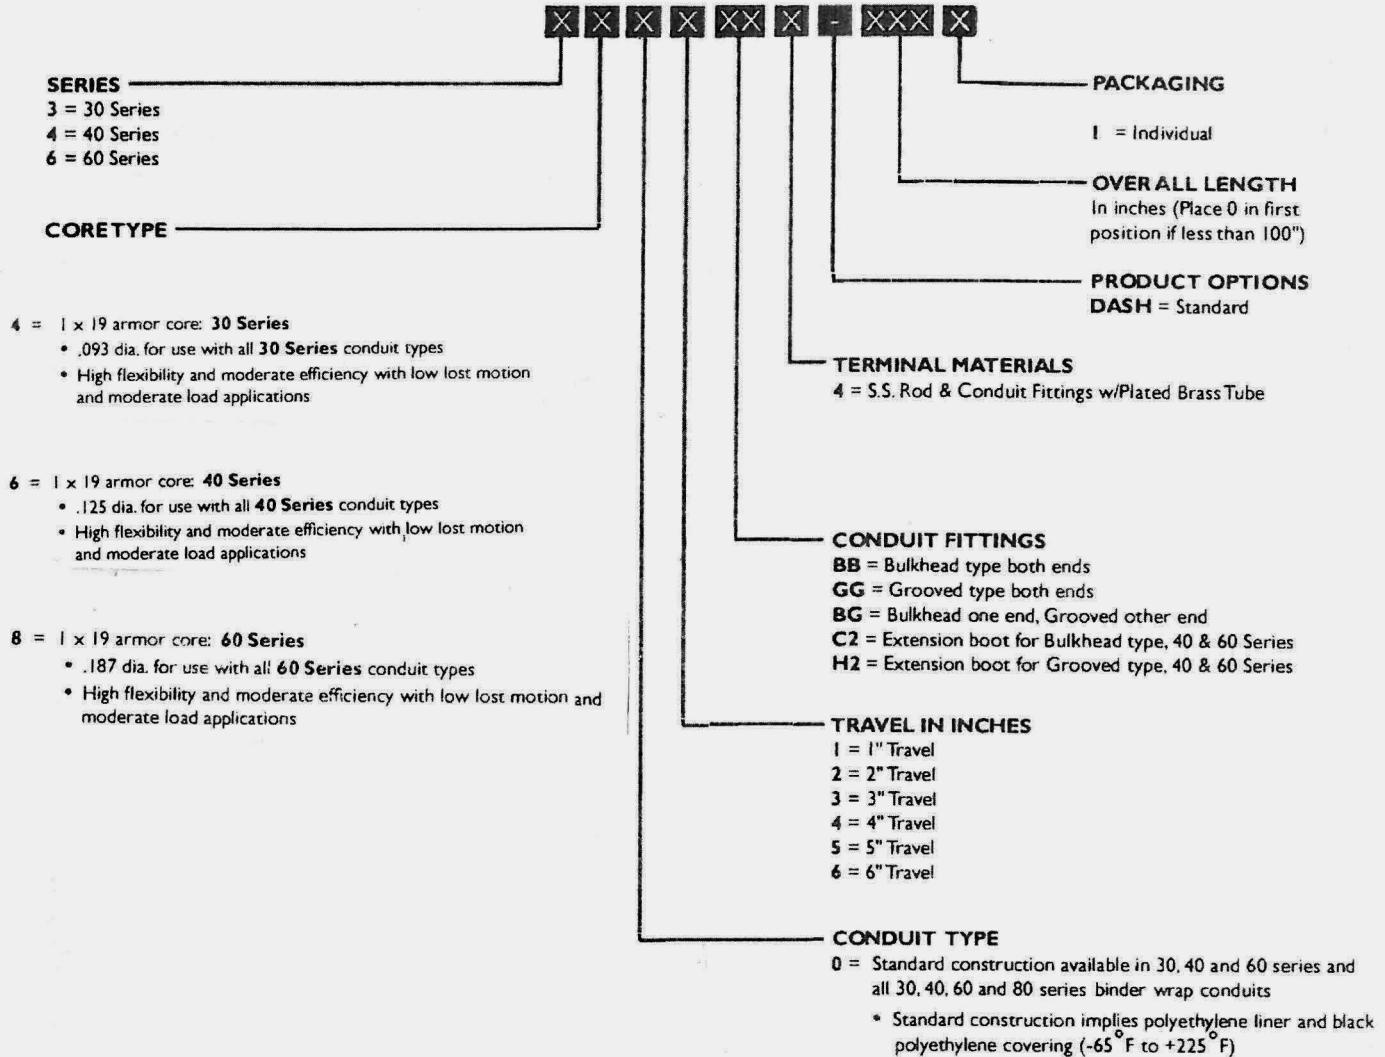 X X X X XX X - XXX X
SERIES
3 = 30 Series
4 = 40 Series
6 = 60 Series
CORE TYPE
4 = 1 x 19 armor core: 30 Series
• .093 dia. for use with all 30 Series conduit types
• High flexibility and moderate efficiency with low lost motion
and moderate load applications
6 = 1 x 19 armor core: 40 Series
• .125 dia. for use with all 40 Series conduit types
• High flexibility and moderate efficiency with low lost motion
and moderate load applications
8 = 1 x 19 armor core: 60 Series
• .187 dia. for use with all 60 Series conduit types
• High flexibility and moderate efficiency with low lost motion and
moderate load applications
PACKAGING
1 = Individual
OVERALL LENGTH
In inches (Place 0 in first
position if less than 100")
PRODUCT OPTIONS
DASH = Standard
TERMINAL MATERIALS
4 = S.S. Rod & Conduit Fittings w/Plated Brass Tube
CONDUIT FITTINGS
BB = Bulkhead type both ends
GG = Grooved type both ends
BG = Bulkhead one end, Grooved other end
C2 = Extension boot for Bulkhead type, 40 & 60 Series
H2 = Extension boot for Grooved type, 40 & 60 Series
TRAVEL IN INCHES
1 = 1" Travel
2 = 2" Travel
3 = 3" Travel
4 = 4" Travel
5 = 5" Travel
6 = 6" Travel
CONDUIT TYPE
0 = Standard construction available in 30, 40 and 60 series and
all 30, 40, 60 and 80 series binder wrap conduits
• Standard construction implies polyethylene liner and black
polyethylene covering (-65°F to +225°F)